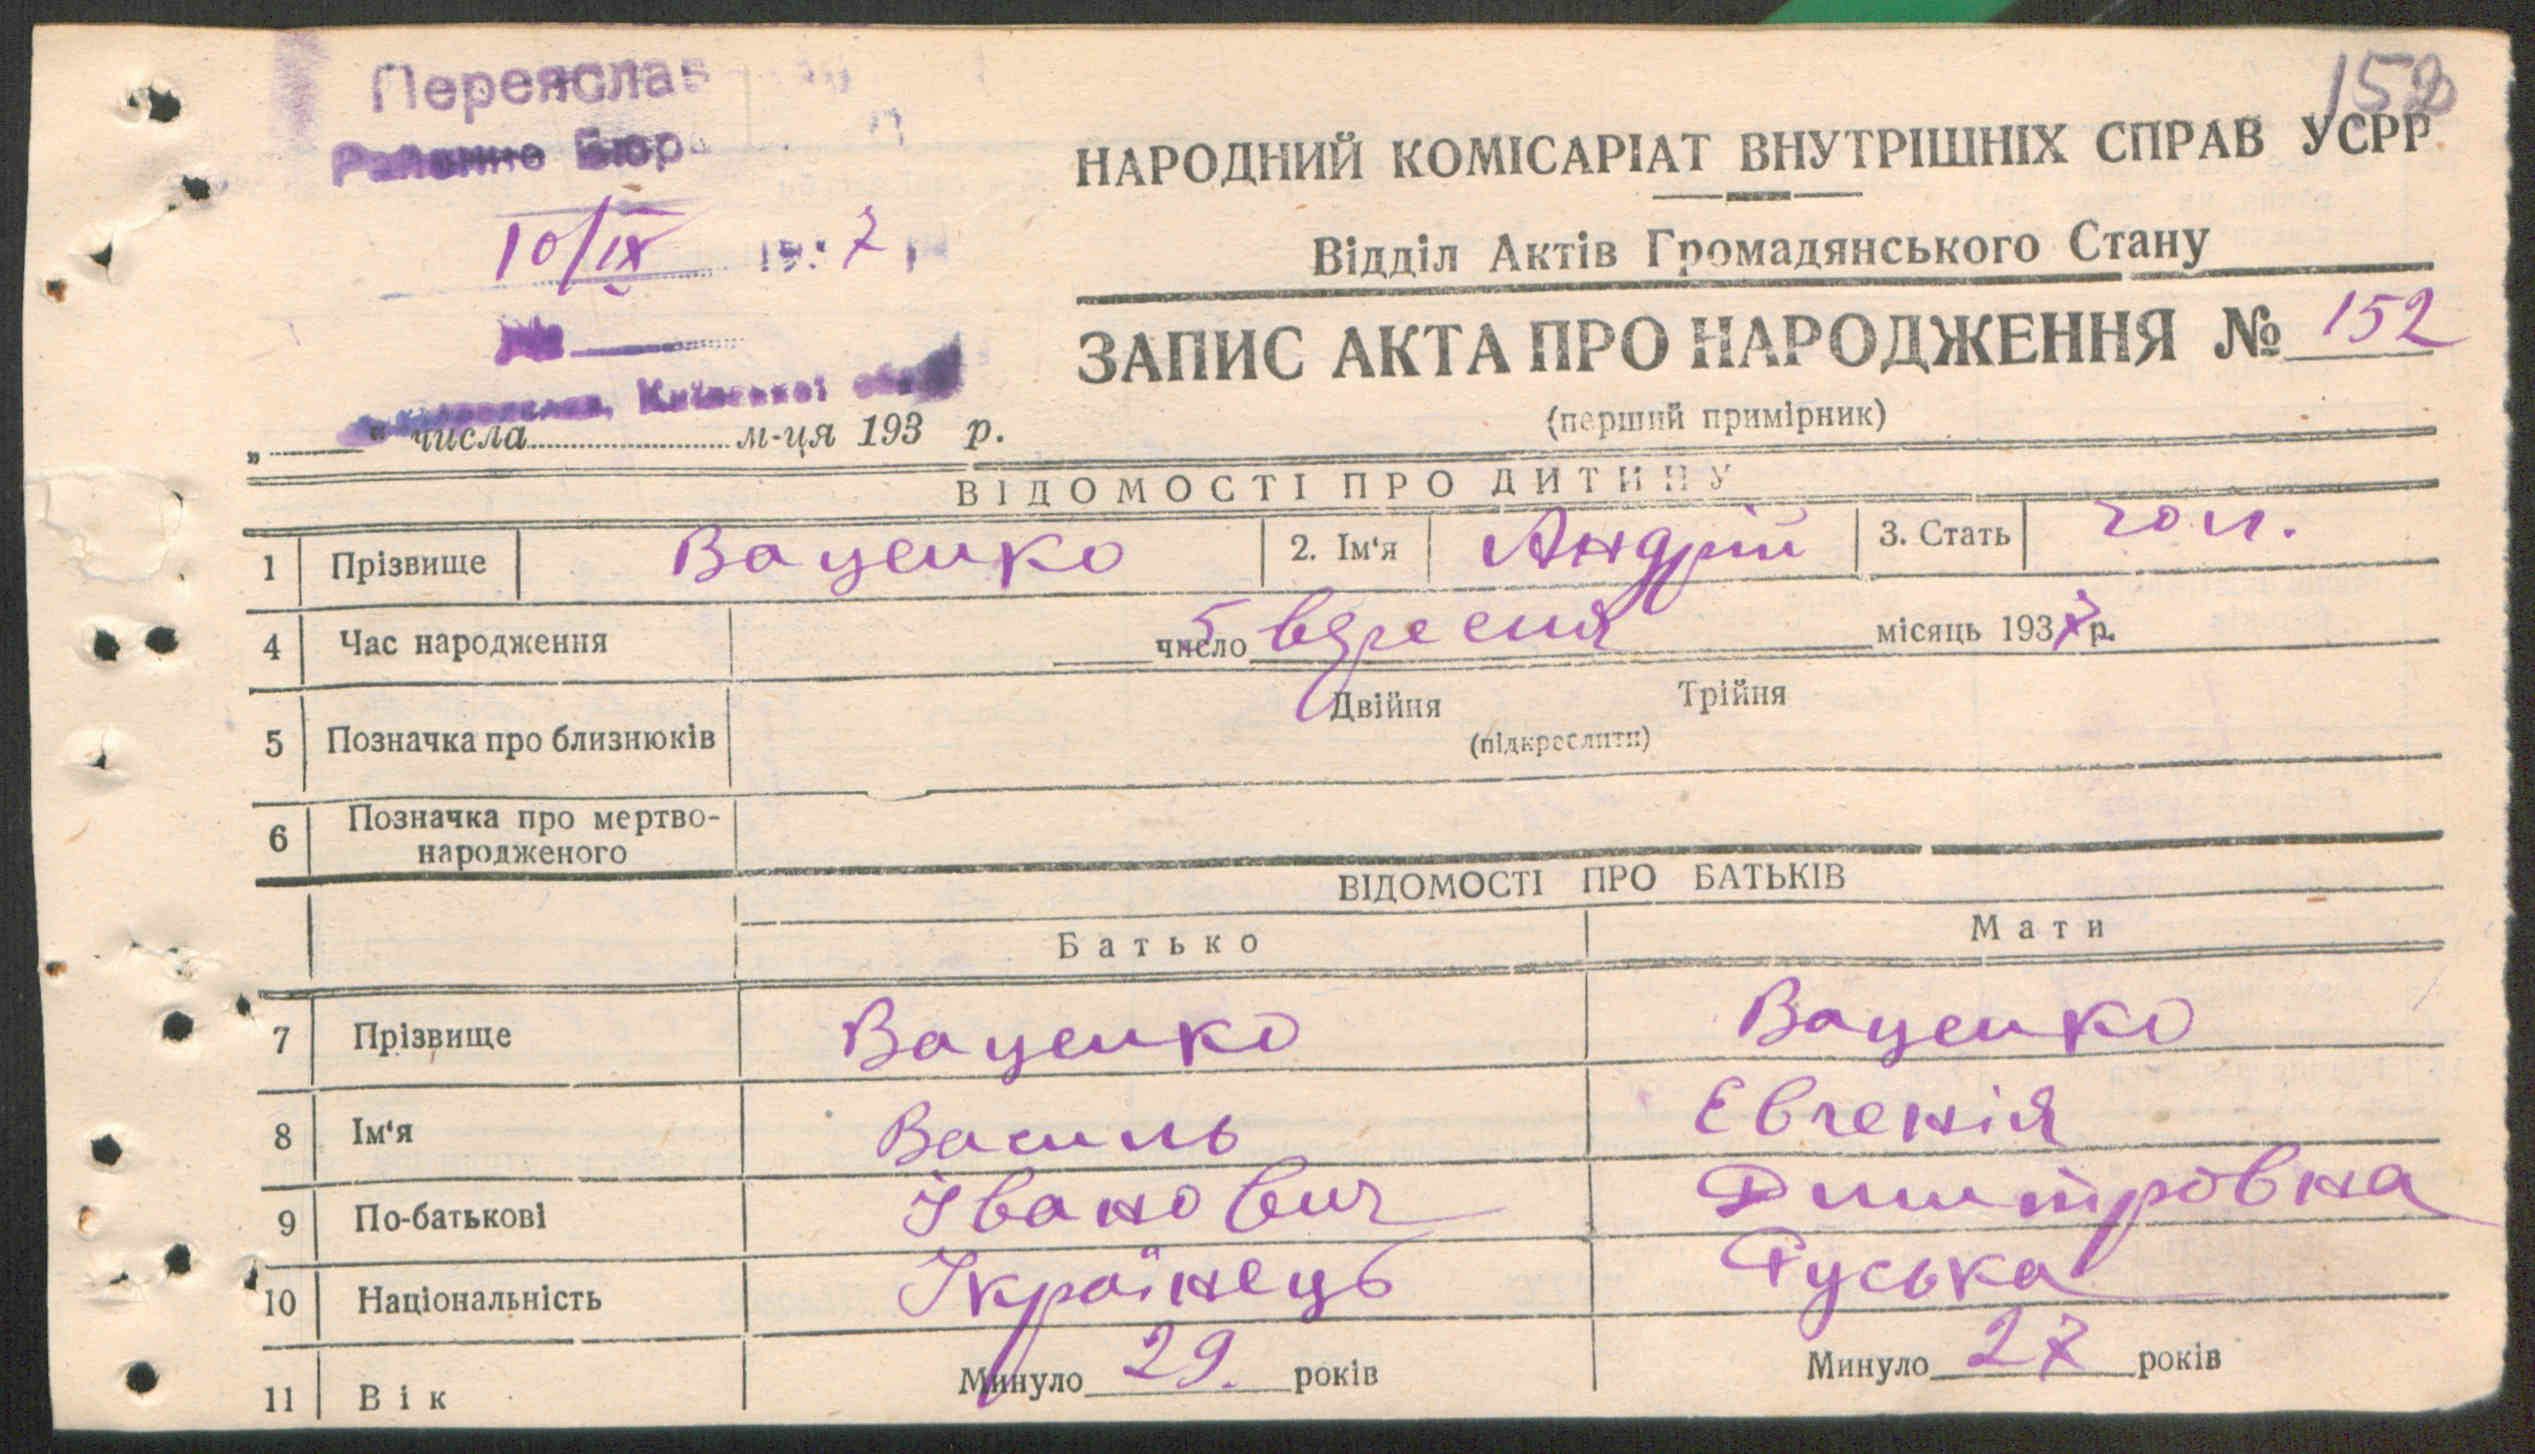 Переяслав
Районне Бюро
152
НАРОДНИЙ КОМІСАРІАТ ВНУТРІШНІХ СПРАВ УСРР
10/IX 1937
Відділ Актів Громадянського Стану
№
ЗАПИС АКТА ПРО НАРОДЖЕННЯ № 152
Київської
„ “ числа м-ця 193 р.
(перший примірник)
ВІДОМОСТІ ПРО ДИТИНУ
1 Прізвище Ваценко 2. Ім‘я Андрій 3. Стать чол.
4 Час народження 5 число вересня місяць 1937 р.
Двійня Трійня
5 Позначка про близнюків (підкреслити)
6 Позначка про мертво-
народженого
ВІДОМОСТІ ПРО БАТЬКІВ
Батько Мати
7 Прізвище Ваценко Ваценко
8 Ім‘я Василь Евгенія
9 По-батькові Іванович Дмитровна
10 Національність Українець Руська
11 Вік Минуло 29. років Минуло 27 років